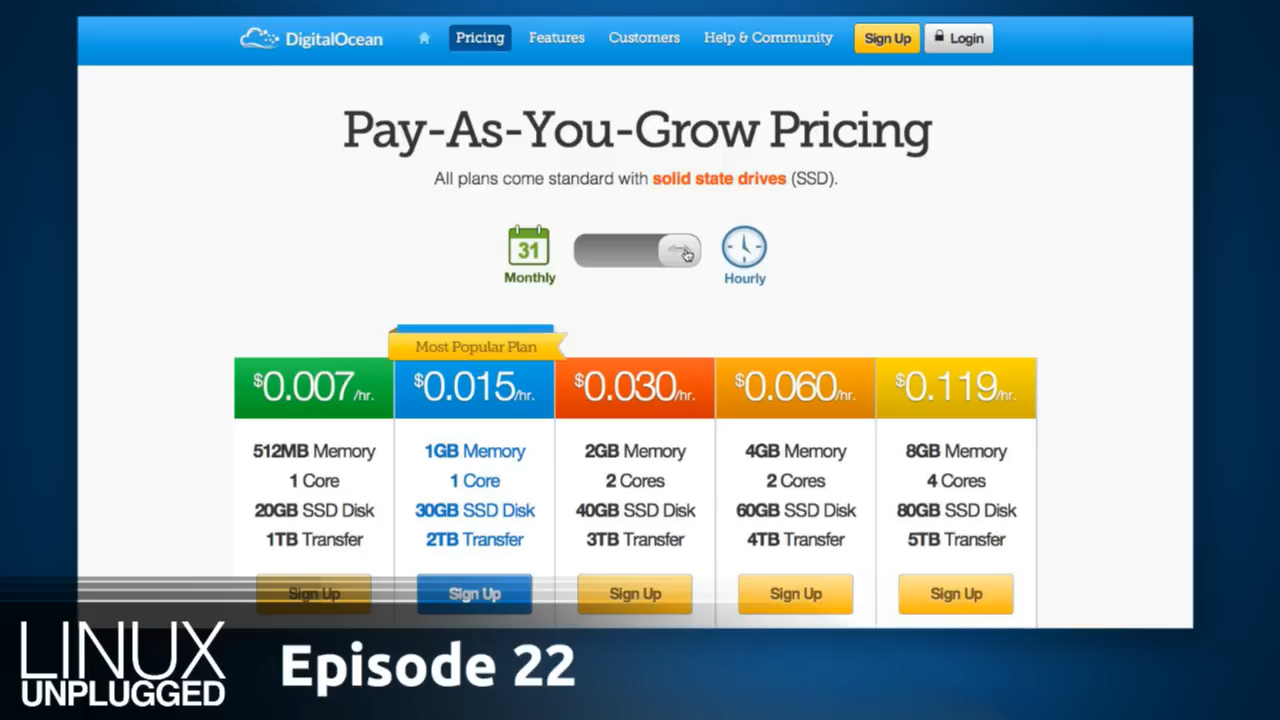 DigitalOcean Pricing Features Customers Help & Community Sign Up Login
Pay-As-You-Grow Pricing
All plans come standard with solid state drives (SSD).
31
Monthly Hourly
Most Popular Plan
$0.007/hr. $0.015/hr. $0.030/hr. $0.060/hr. $0.119/hr.
512MB Memory 1GB Memory 2GB Memory 4GB Memory 8GB Memory
1 Core 1 Core 2 Cores 2 Cores 4 Cores
20GB SSD Disk 30GB SSD Disk 40GB SSD Disk 60GB SSD Disk 80GB SSD Disk
1TB Transfer 2TB Transfer 3TB Transfer 4TB Transfer 5TB Transfer
Sign Up Sign Up Sign Up Sign Up Sign Up
LINUX
UNPLUGGED
Episode 22